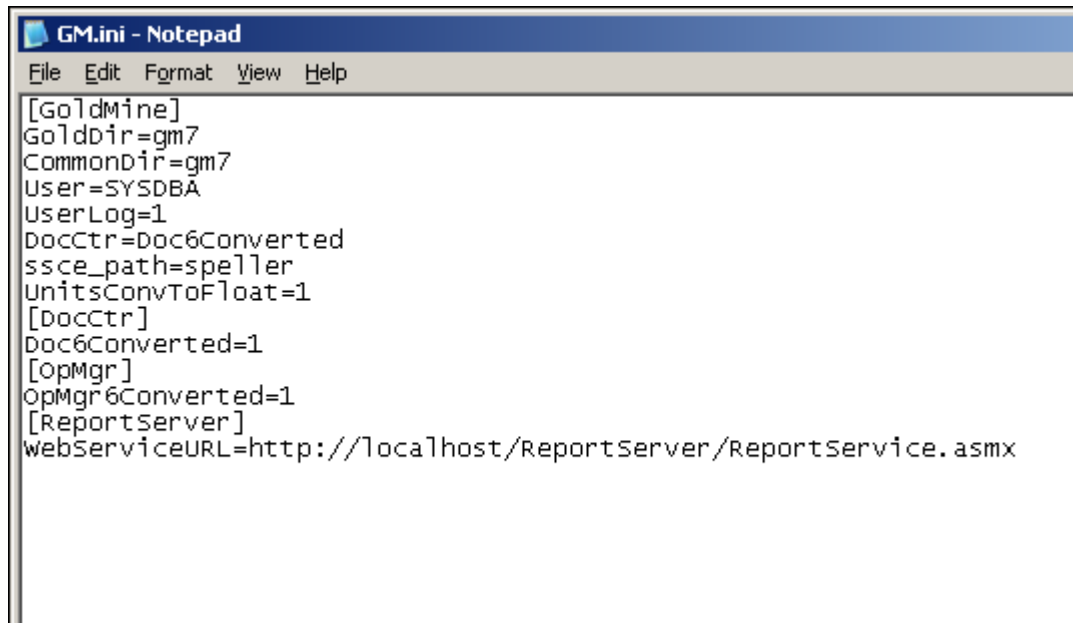 GM.ini - Notepad
File Edit Format View Help
[GoldMine]
GoldDir=gm7
CommonDir=gm7
User=SYSDBA
UserLog=1
DocCtr=Doc6Converted
ssce_path=speller
UnitsConvToFloat=1
[DocCtr]
Doc6Converted=1
[OpMgr]
OpMgr6Converted=1
[ReportServer]
WebServiceURL=http://localhost/ReportServer/ReportService.asmx